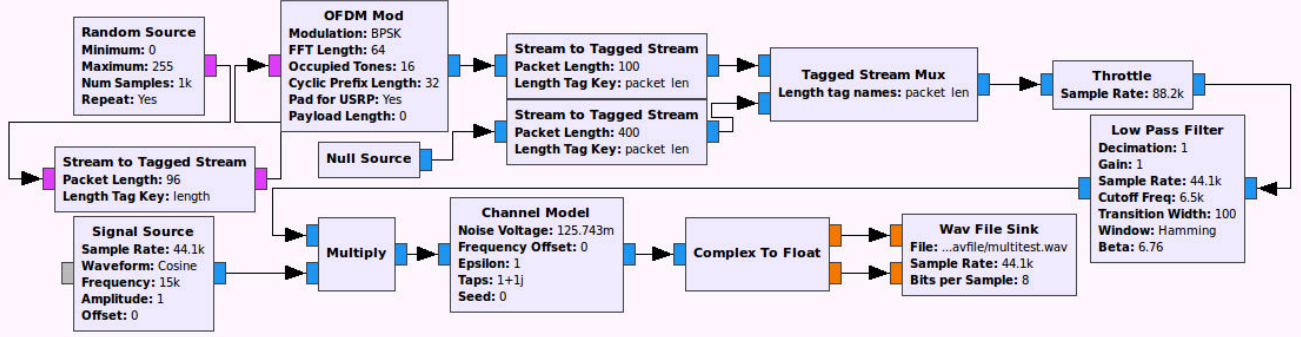 Random Source
Minimum: 0
Maximum: 255
Num Samples: 1k
Repeat: Yes
OFDM Mod
Modulation: BPSK
FFT Length: 64
Occupied Tones: 16
Cyclic Prefix Length: 32
Pad for USRP: Yes
Payload Length: 0
Stream to Tagged Stream
Packet Length: 100
Length Tag Key: packet_len
Tagged Stream Mux
Length tag names: packet_len
Throttle
Sample Rate: 88.2k
Stream to Tagged Stream
Packet Length: 400
Length Tag Key: packet_len
Null Source
Stream to Tagged Stream
Packet Length: 96
Length Tag Key: length
Low Pass Filter
Decimation: 1
Gain: 1
Sample Rate: 44.1k
Cutoff Freq: 6.5k
Transition Width: 100
Window: Hamming
Beta: 6.76
Signal Source
Sample Rate: 44.1k
Waveform: Cosine
Frequency: 15k
Amplitude: 1
Offset: 0
Multiply
Channel Model
Noise Voltage: 125.743m
Frequency Offset: 0
Epsilon: 1
Taps: 1+1j
Seed: 0
Complex To Float
Wav File Sink
File: ...avfile/multitest.wav
Sample Rate: 44.1k
Bits per Sample: 8